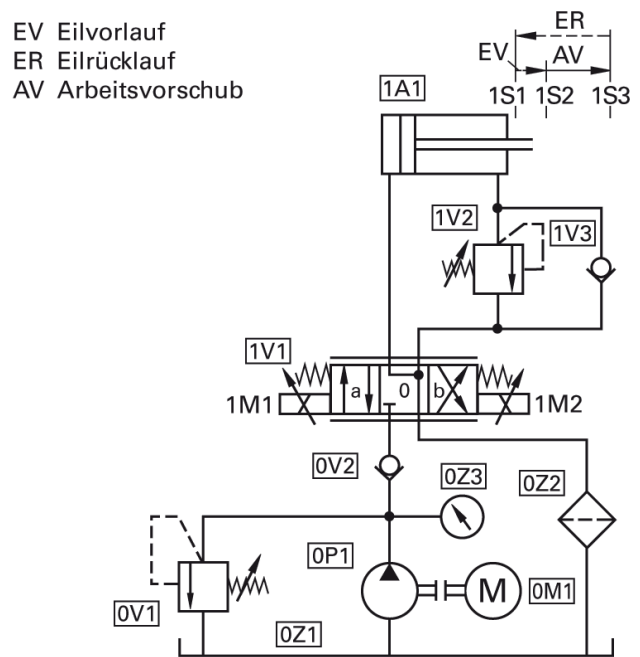 EV Eilvorlauf
ER Eilrücklauf
AV Arbeitsvorschub
ER
EV
AV
1S1 1S2 1S3
1A1
1V2
1V3
1V1
1M1
a 0 b
1M2
0V2
0Z3
0Z2
0P1
M
0M1
0V1
0Z1